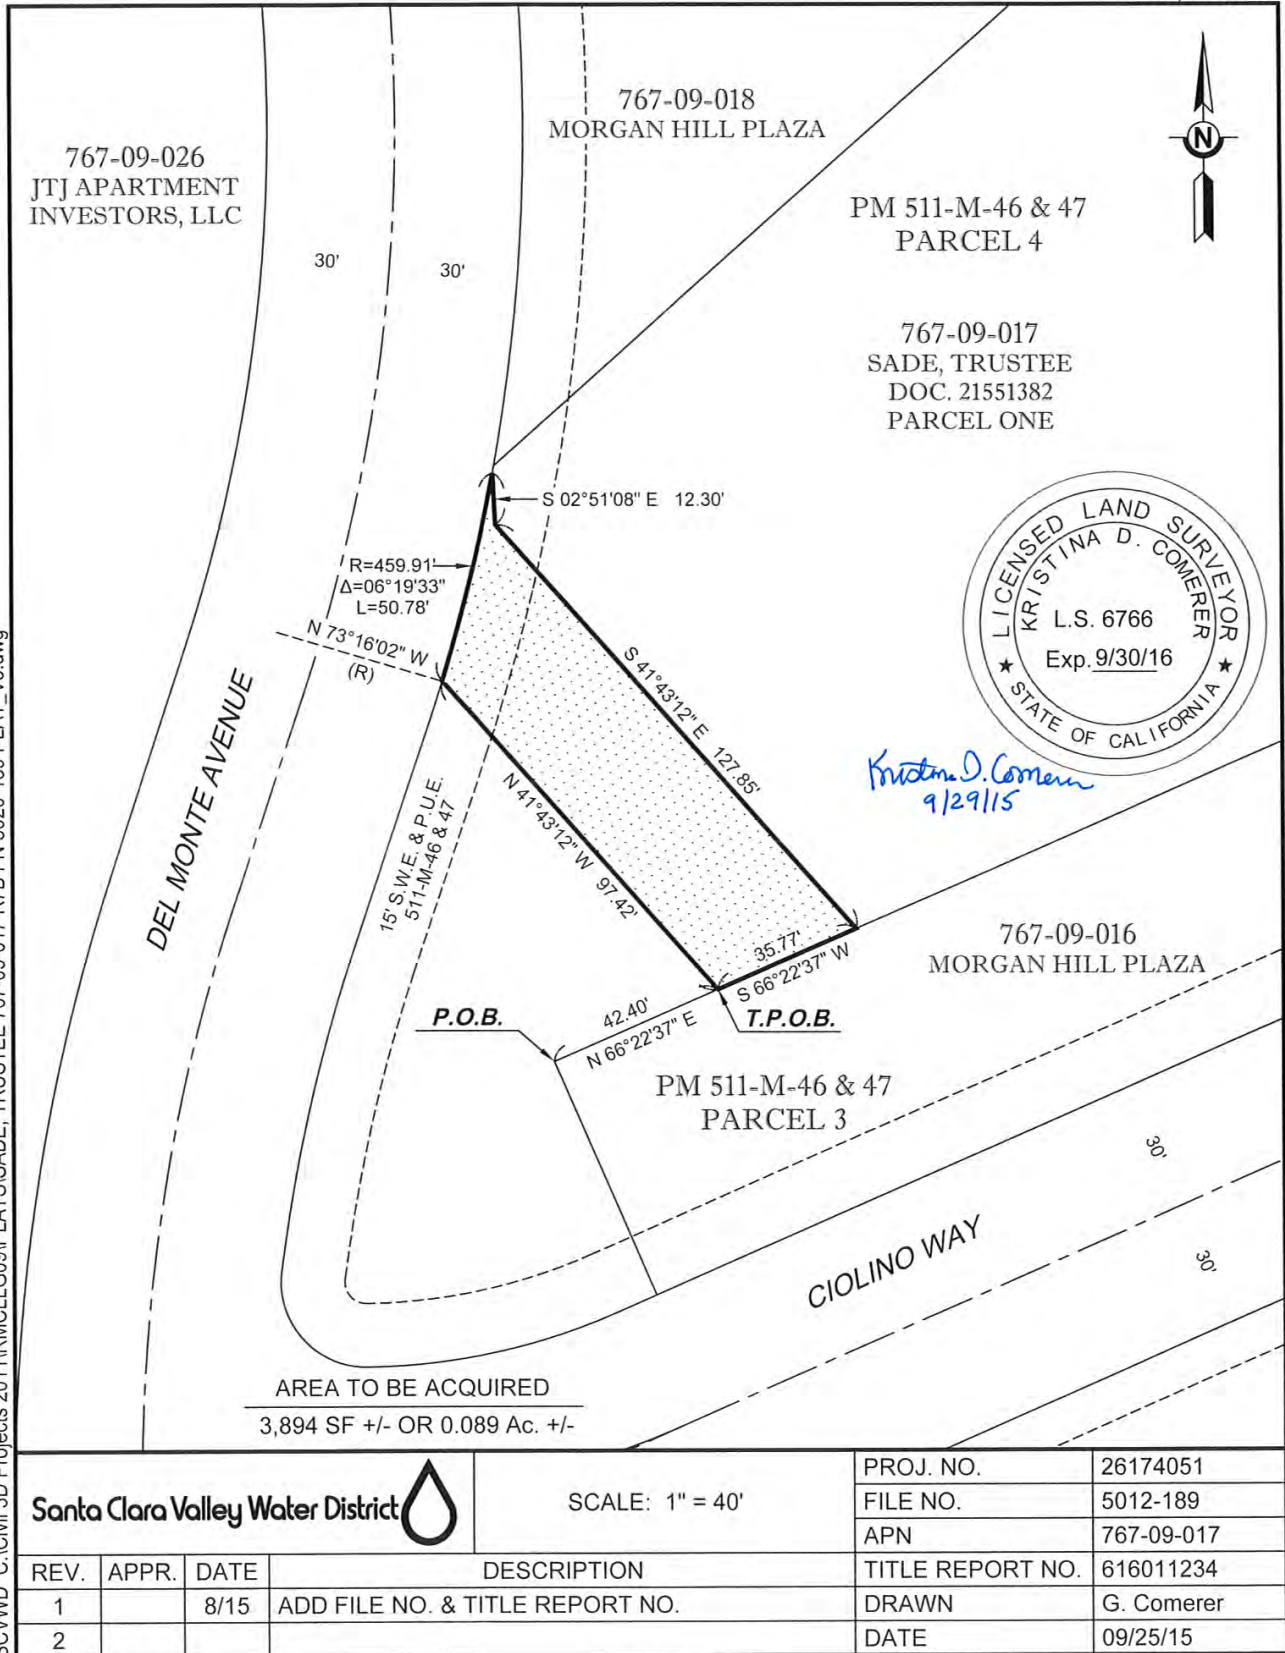 767-09-018
MORGAN HILL PLAZA
767-09-026
JTJ APARTMENT
INVESTORS, LLC
N
PM 511-M-46 & 47
PARCEL 4
30'
30'
767-09-017
SADE, TRUSTEE
DOC. 21551382
PARCEL ONE
S 02°51'08" E 12.30'
R=459.91'
Δ=06°19'33"
L=50.78'
N 73°16'02" W
(R)
LICENSED LAND SURVEYOR
KRISTINA D. COMERER
L.S. 6766
Exp. 9/30/16
★ STATE OF CALIFORNIA ★
S 41°43'12" E 127.85'
DEL MONTE AVENUE
Kristina D. Comerer
9/29/15
N 41°43'12" W 97.42'
15' S.W.E. & P.U.E.
511-M-46 & 47
35.77'
S 66°22'37" W
767-09-016
MORGAN HILL PLAZA
P.O.B.
42.40'
N 66°22'37" E
T.P.O.B.
PM 511-M-46 & 47
PARCEL 3
30'
CIOLINO WAY
30'
AREA TO BE ACQUIRED
3,894 SF +/- OR 0.089 Ac. +/-
Santa Clara Valley Water District
SCALE: 1" = 40'
PROJ. NO. 26174051
FILE NO. 5012-189
APN 767-09-017
REV. APPR. DATE DESCRIPTION
TITLE REPORT NO. 616011234
1 8/15 ADD FILE NO. & TITLE REPORT NO.
DRAWN G. Comerer
2
DATE 09/25/15